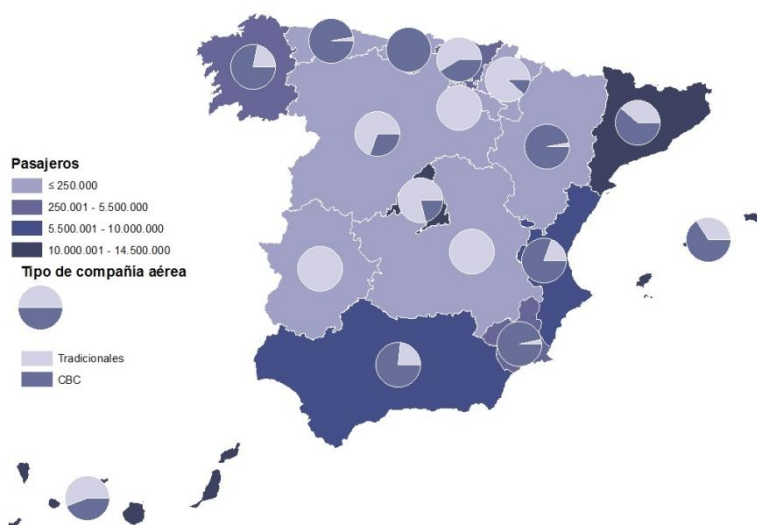 Pasajeros
≤ 250.000
250.001 - 5.500.000
5.500.001 - 10.000.000
10.000.001 - 14.500.000
Tipo de compañía aérea
Tradicionales
CBC